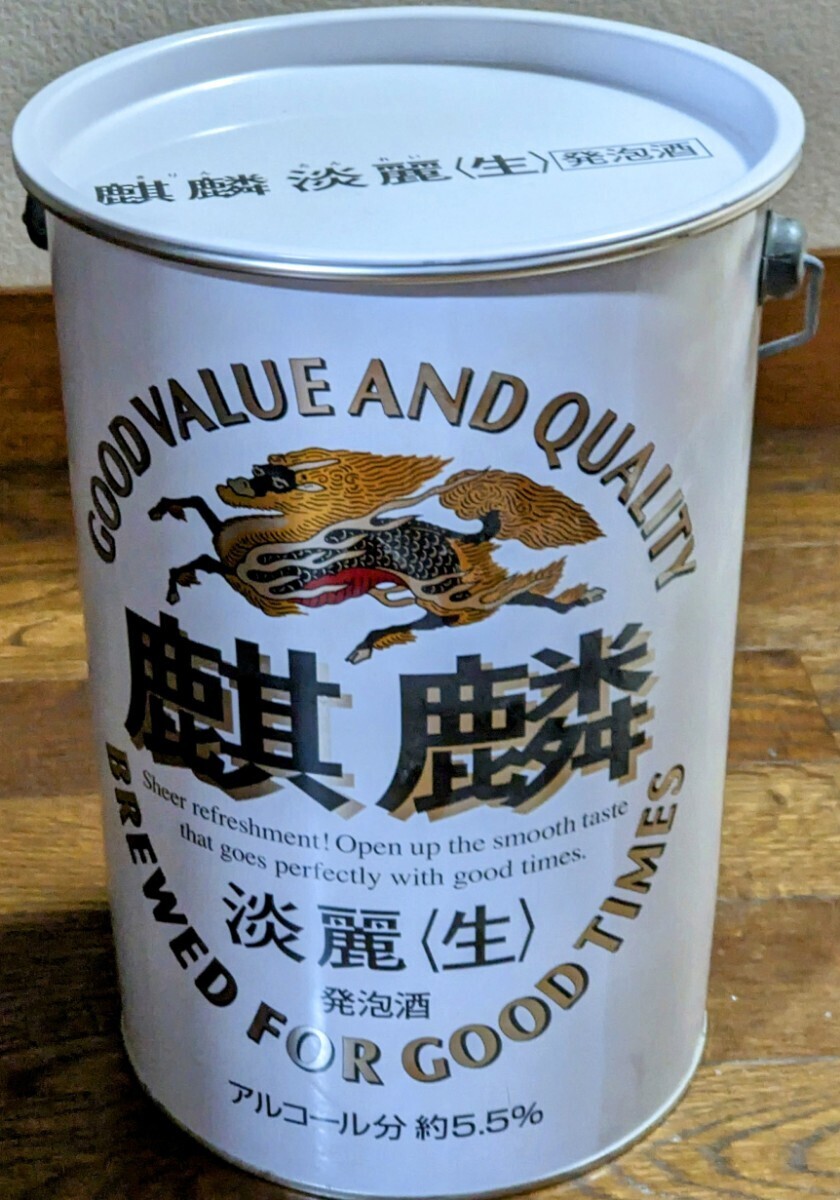 麒麟 淡麗〈生〉 発泡酒
GOOD VALUE AND QUALITY
麒麟
Sheer refreshment! Open up the smooth taste
that goes perfectly with good times.
淡麗〈生〉
発泡酒
BREWED FOR GOOD TIMES
アルコール分 約5.5%